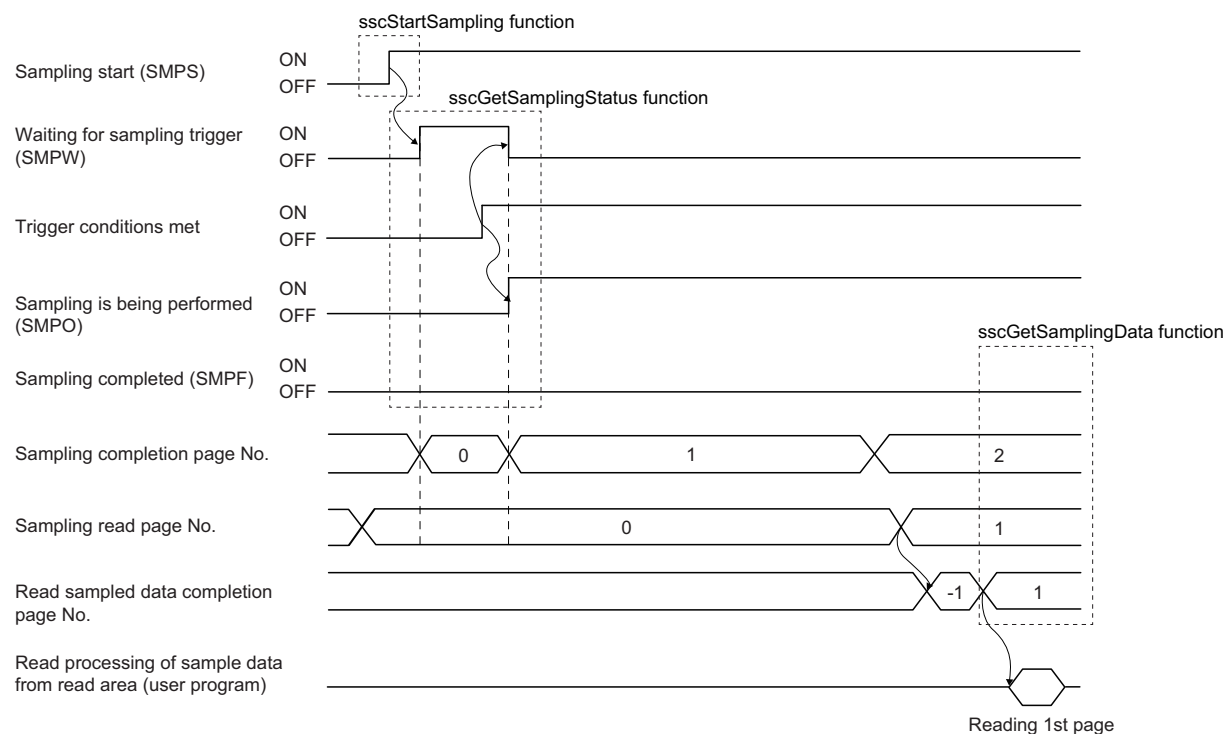 sscStartSampling function
Sampling start (SMPS)
ON
OFF
sscGetSamplingStatus function
Waiting for sampling trigger
(SMPW)
ON
OFF
Trigger conditions met
ON
OFF
Sampling is being performed
(SMPO)
ON
OFF
sscGetSamplingData function
Sampling completed (SMPF)
ON
OFF
Sampling completion page No.
0
1
2
Sampling read page No.
0
1
Read sampled data completion
page No.
-1
1
Read processing of sample data
from read area (user program)
Reading 1st page